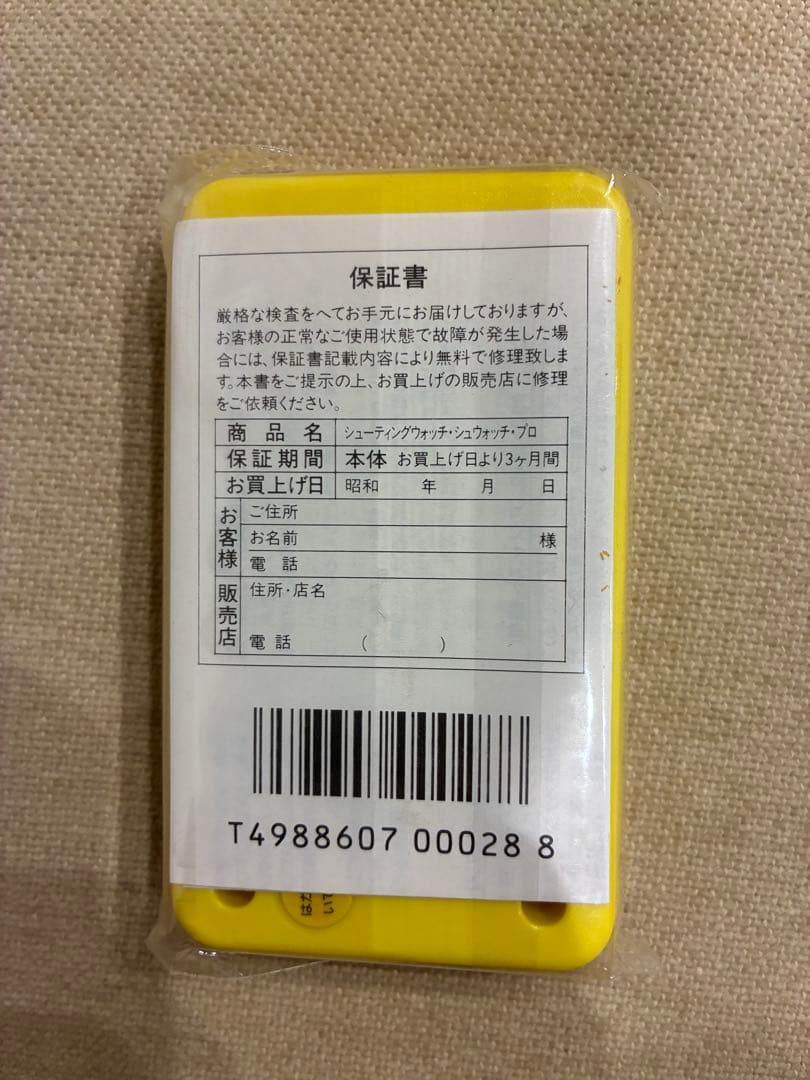 保証書
厳格な検査をへてお手元にお届けしておりますが、
お客様の正常なご使用状態で故障が発生した場
合には、保証書記載内容により無料で修理致しま
す。本書をご提示の上、お買上げの販売店に修理
をご依頼ください。
商品名 シューティングウォッチ・シュウォッチ・プロ
保証期間 本体 お買上げ日より3ヶ月間
お買上げ日 昭和 年 月 日
お客様 ご住所
お名前 様
電話
販売店 住所・店名
電話 ( )
T4988607 00028 8